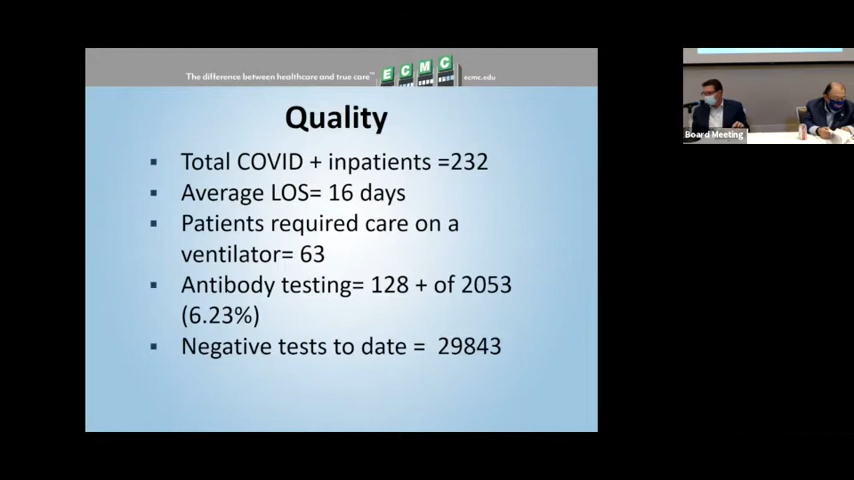 The difference between healthcare and true care™
ECMC
ecmc.edu
Quality
▪ Total COVID + inpatients =232
▪ Average LOS= 16 days
▪ Patients required care on a
ventilator= 63
▪ Antibody testing= 128 + of 2053
(6.23%)
▪ Negative tests to date = 29843
Board Meeting